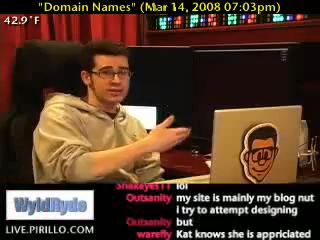 "Domain Names" (Mar 14, 2008 07:03pm)
42.9°F
Shakayes11 lol
Outsanity my site is mainly my blog nut
I try to attempt designing
Outsanity but
warefly Kat knows she is appriciated
WyldRyde
LIVE.PIRILLO.COM